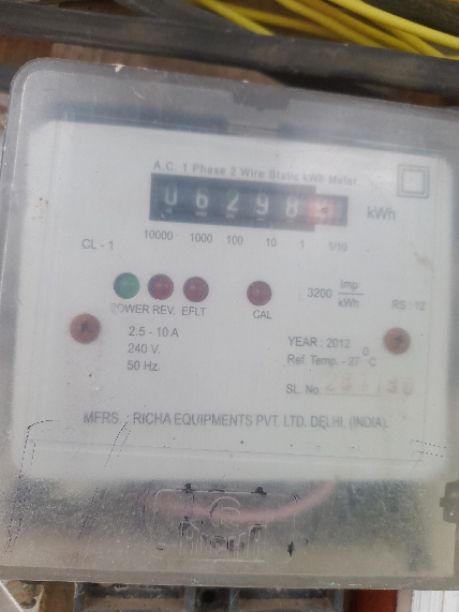 A.C. 1 Phase 2 Wire Static kWh Meter
06298
kWh
10000 1000 100 10 1 1/10
CL - 1
3200 Imp/kWh
RS : 12
POWER REV. EFLT CAL
2.5 - 10 A
240 V.
50 Hz.
YEAR : 2012
Ref. Temp. - 27 °C
SL. No.
MFRS : RICHA EQUIPMENTS PVT. LTD. DELHI, (INDIA)